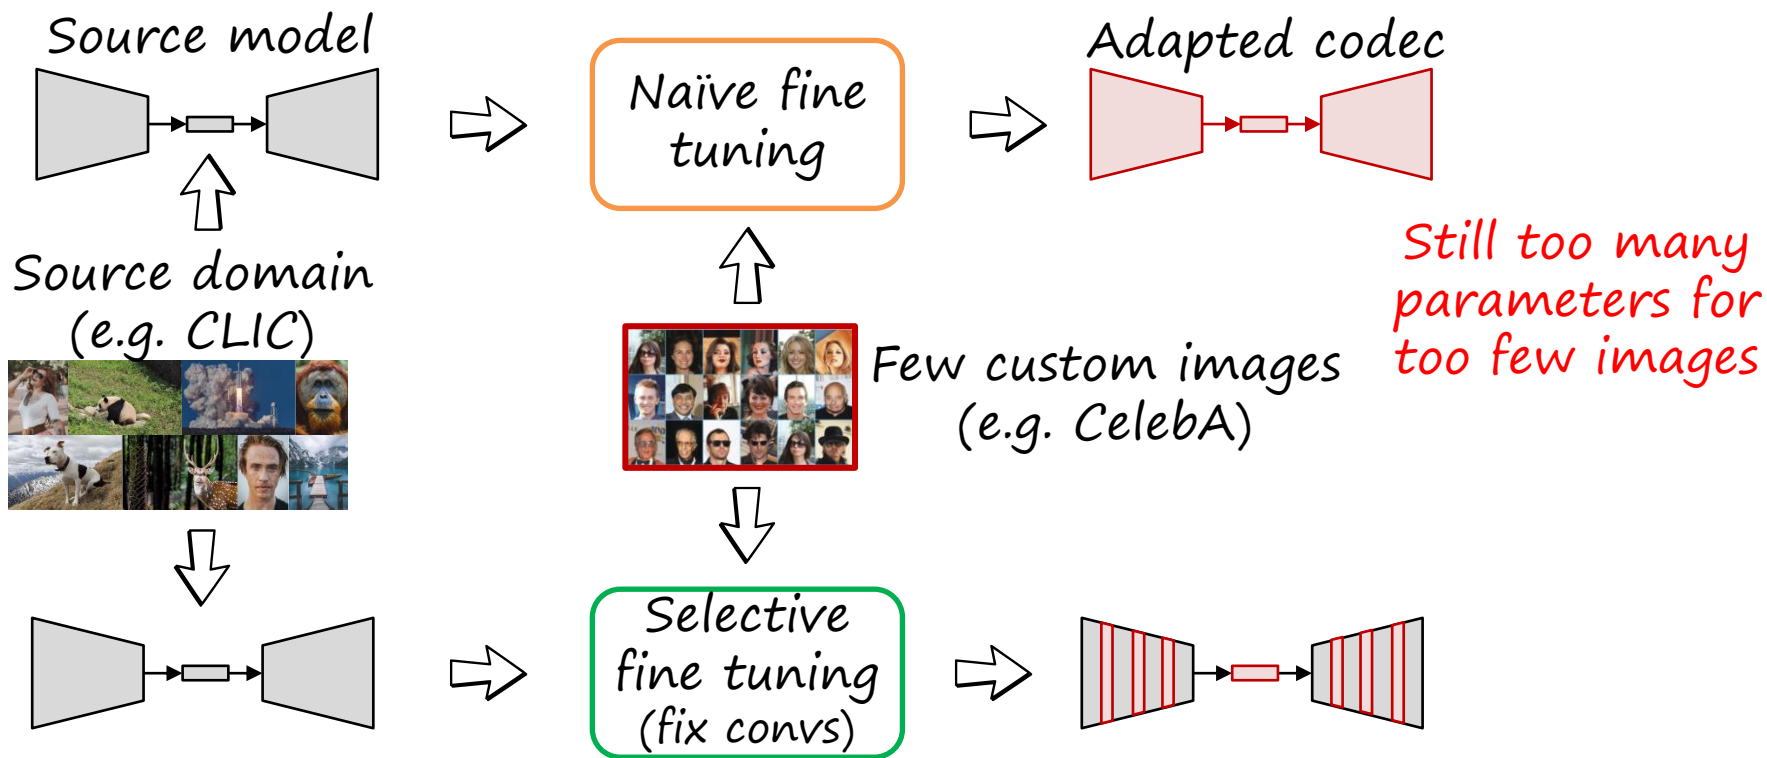 Source model
Naïve fine
tuning
Adapted codec
Source domain
(e.g. CLIC)
Few custom images
(e.g. CelebA)
Still too many
parameters for
too few images
Selective
fine tuning
(fix convs)